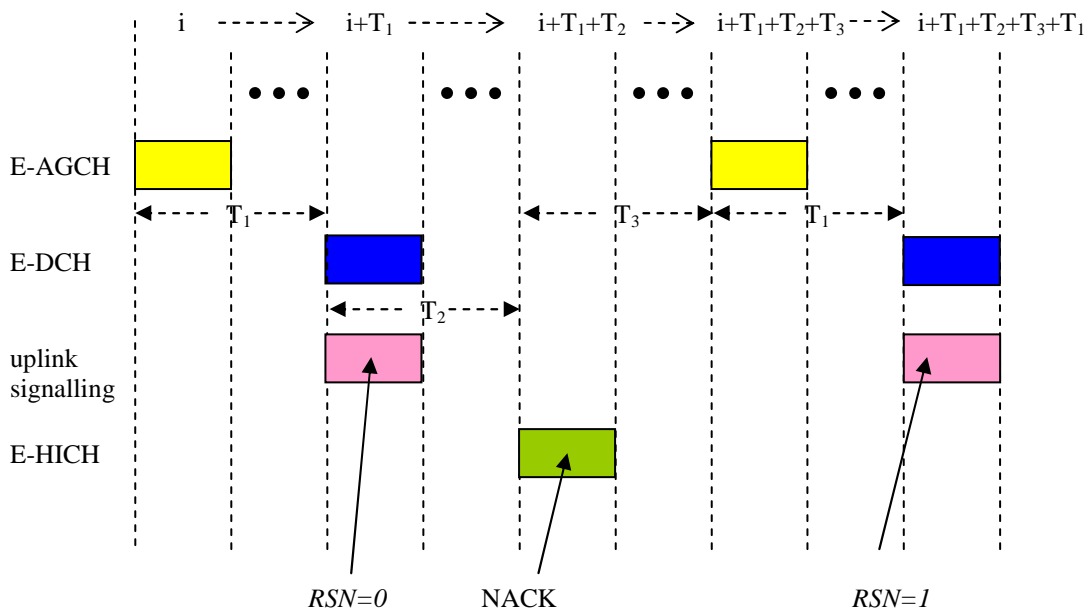 i i+T₁ i+T₁+T₂ i+T₁+T₂+T₃ i+T₁+T₂+T₃+T₁
E-AGCH
T₁ T₃ T₁
E-DCH
T₂
uplink
signalling
E-HICH
RSN=0 NACK RSN=1